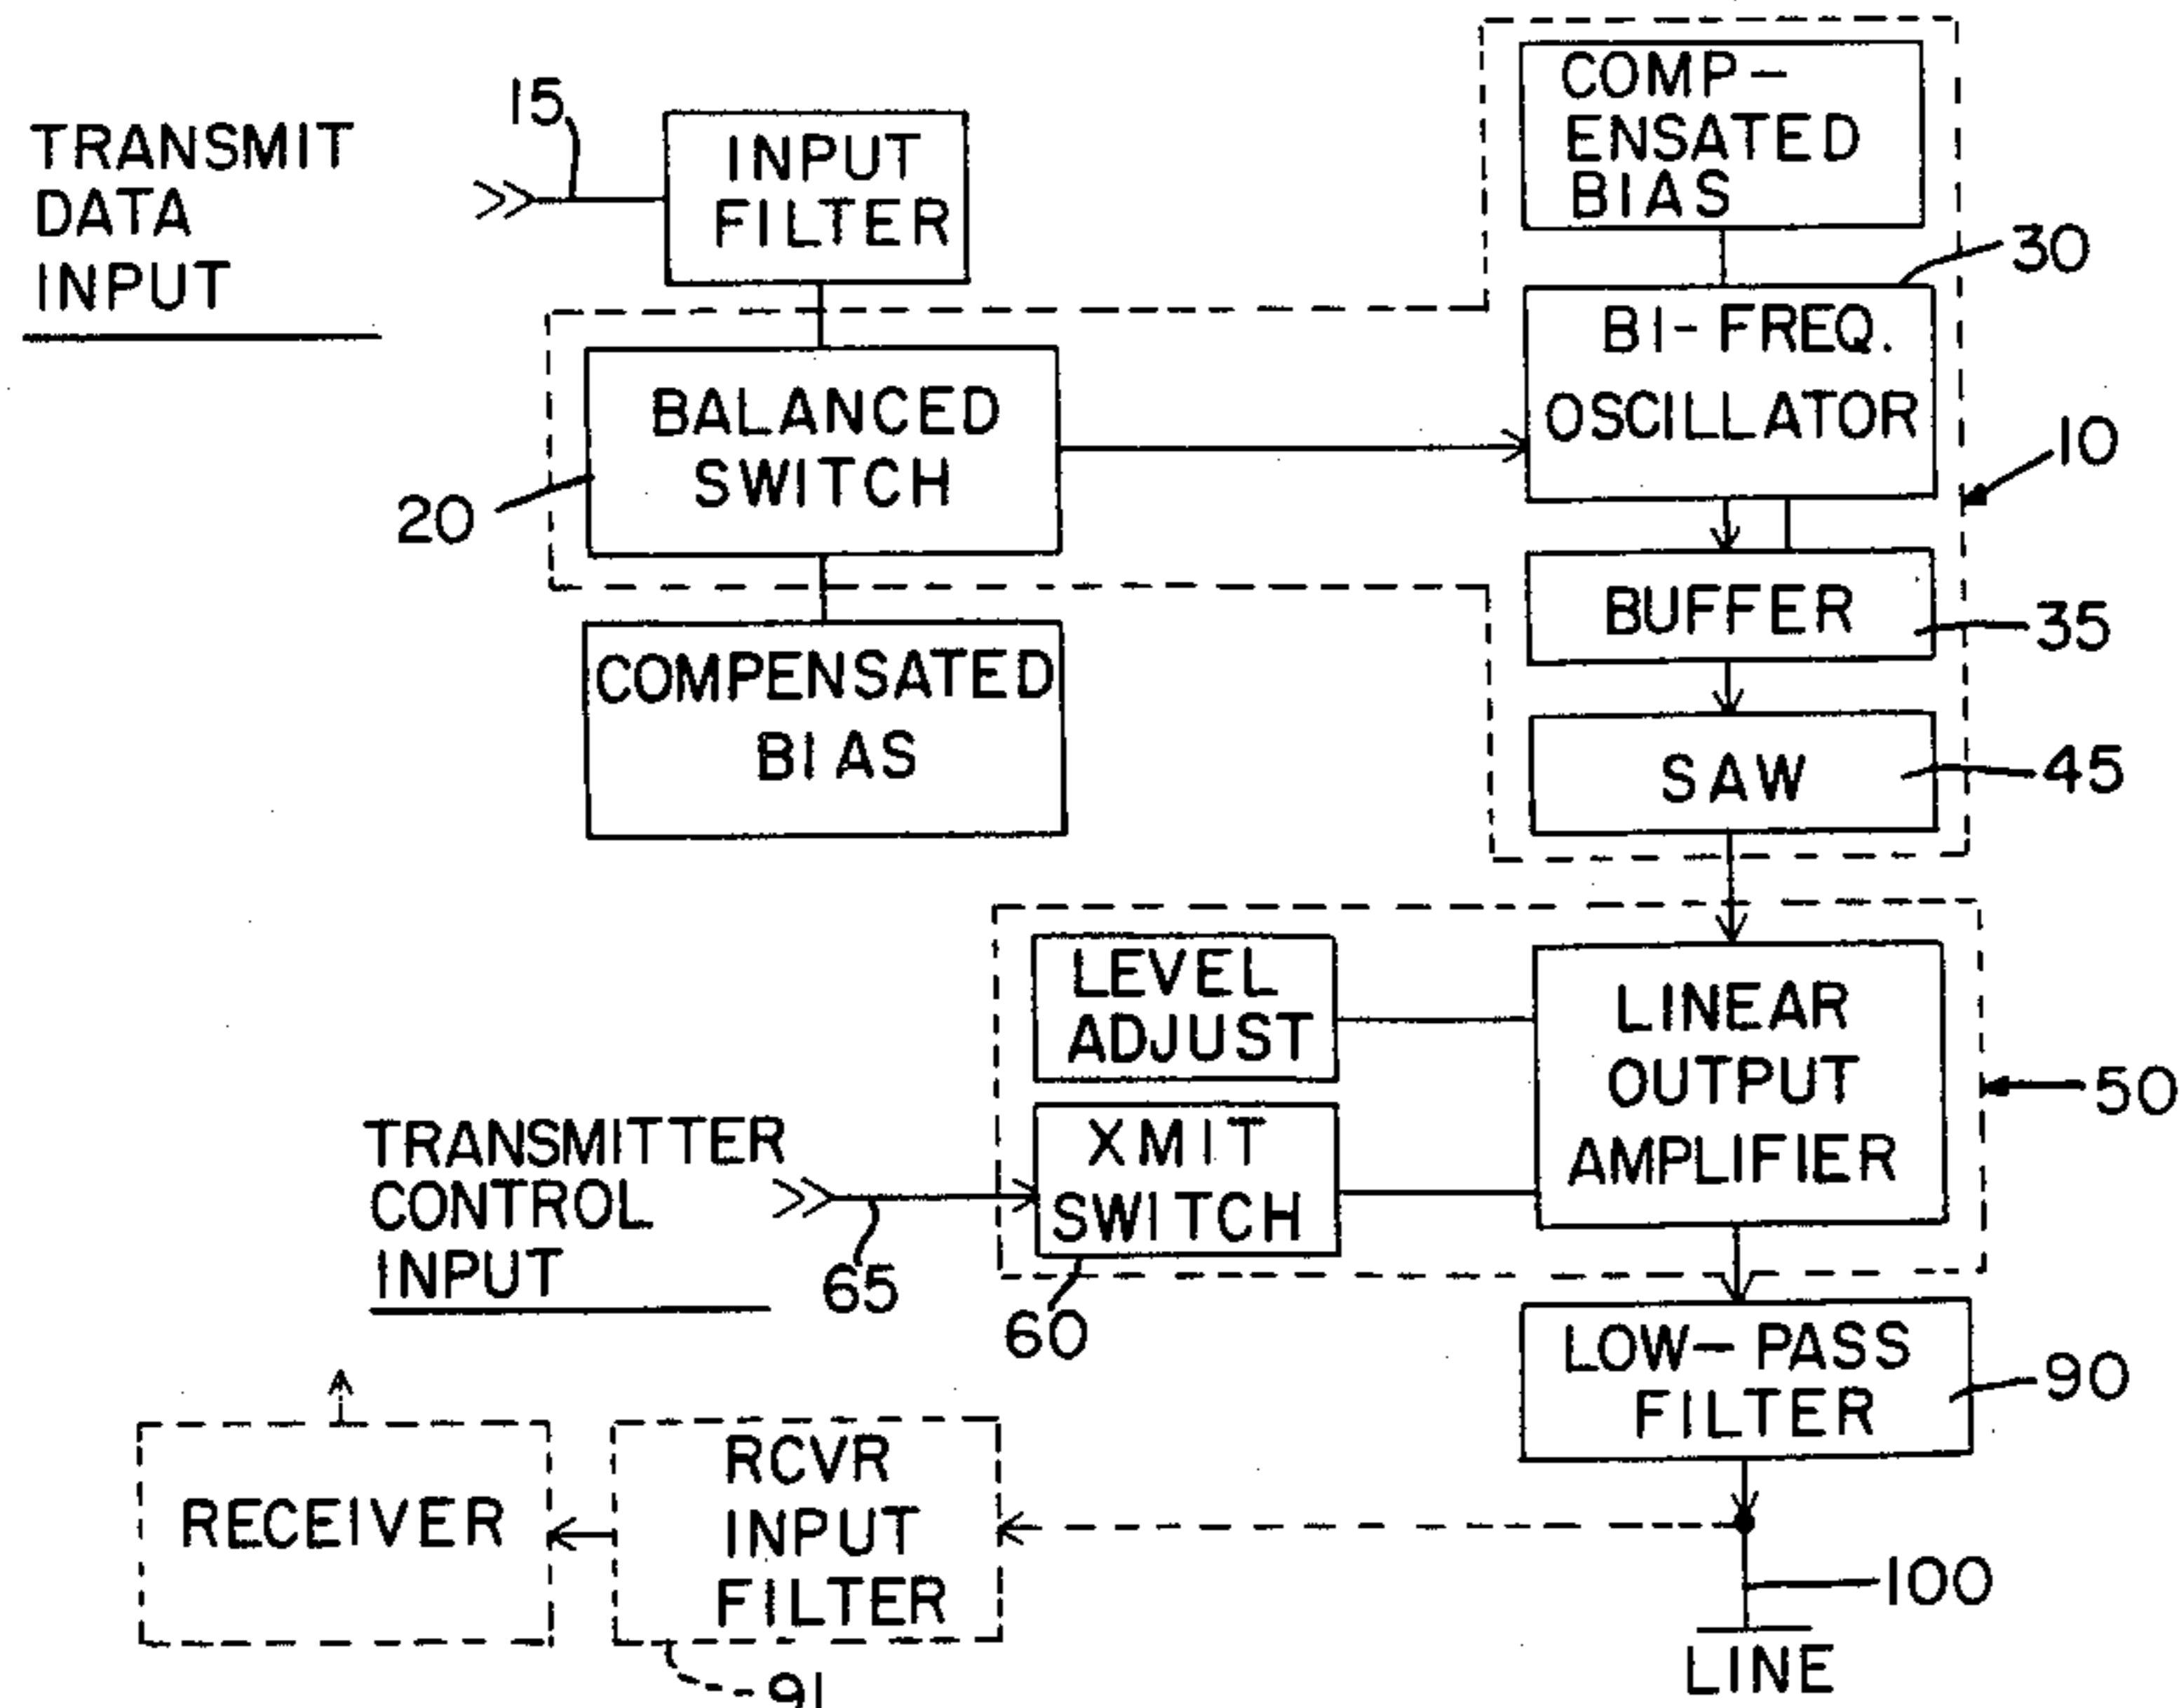 TRANSMIT
DATA
INPUT
15
INPUT
FILTER
COMP-
ENSATED
BIAS
30
BI-FREQ.
OSCILLATOR
10
BALANCED
SWITCH
20
BUFFER
35
COMPENSATED
BIAS
SAW
45
LEVEL
ADJUST
LINEAR
OUTPUT
AMPLIFIER
50
TRANSMITTER
CONTROL
INPUT
65
XMIT
SWITCH
60
LOW-PASS
FILTER
90
RECEIVER
RCVR
INPUT
FILTER
91
100
LINE